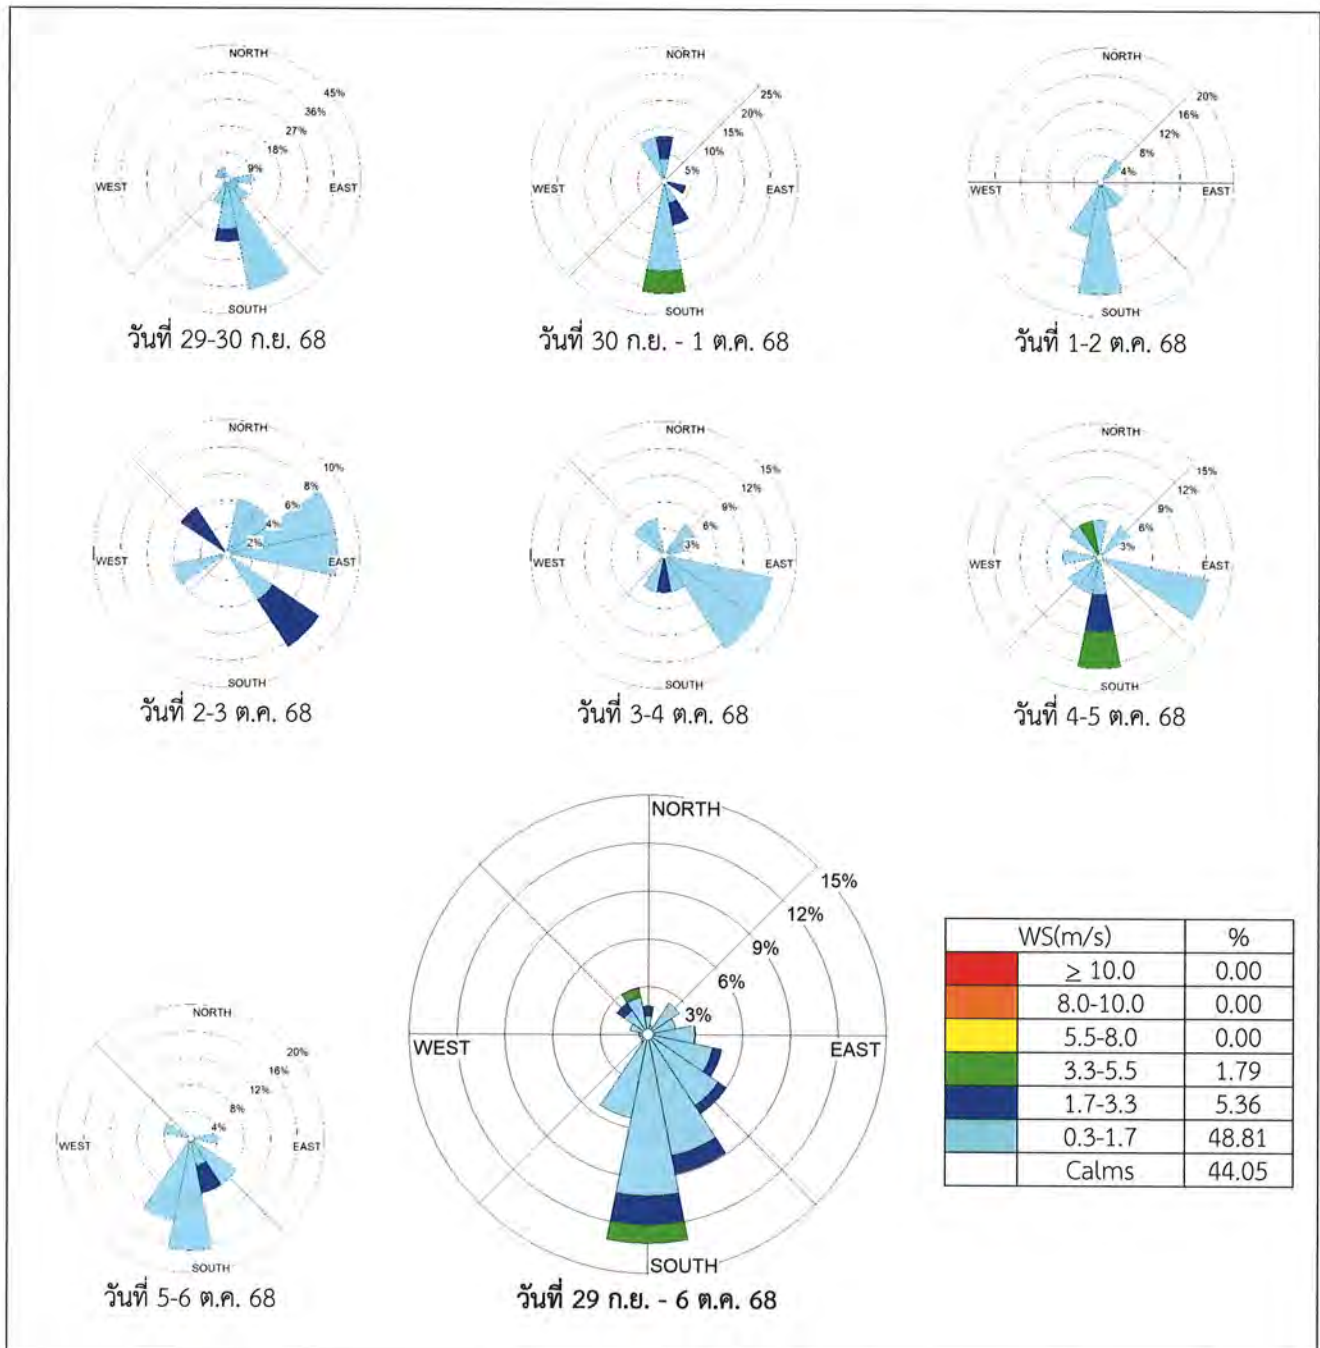 NORTH
45%
36%
27%
18%
9%
WEST
EAST
SOUTH
วันที่ 29-30 ก.ย. 68
NORTH
25%
20%
15%
10%
5%
WEST
EAST
SOUTH
วันที่ 30 ก.ย. - 1 ต.ค. 68
NORTH
20%
16%
12%
8%
4%
WEST
EAST
SOUTH
วันที่ 1-2 ต.ค. 68
NORTH
10%
8%
6%
4%
2%
WEST
EAST
SOUTH
วันที่ 2-3 ต.ค. 68
NORTH
15%
12%
9%
6%
3%
WEST
EAST
SOUTH
วันที่ 3-4 ต.ค. 68
NORTH
15%
12%
9%
6%
3%
WEST
EAST
SOUTH
วันที่ 4-5 ต.ค. 68
NORTH
20%
16%
12%
8%
4%
WEST
EAST
SOUTH
วันที่ 5-6 ต.ค. 68
NORTH
15%
12%
9%
6%
3%
WEST
EAST
SOUTH
วันที่ 29 ก.ย. - 6 ต.ค. 68
WS(m/s) %
≥ 10.0 0.00
8.0-10.0 0.00
5.5-8.0 0.00
3.3-5.5 1.79
1.7-3.3 5.36
0.3-1.7 48.81
Calms 44.05